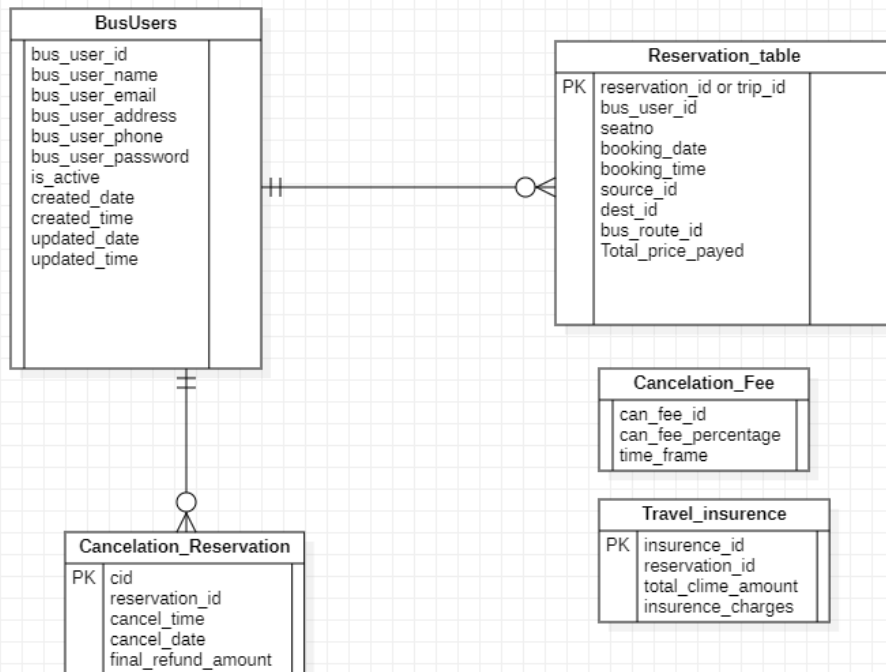 BusUsers
bus_user_id
bus_user_name
bus_user_email
bus_user_address
bus_user_phone
bus_user_password
is_active
created_date
created_time
updated_date
updated_time
Reservation_table
PK reservation_id or trip_id
bus_user_id
seatno
booking_date
booking_time
source_id
dest_id
bus_route_id
Total_price_payed
Cancelation_Fee
can_fee_id
can_fee_percentage
time_frame
Travel_insurence
PK insurence_id
reservation_id
total_clime_amount
insurence_charges
Cancelation_Reservation
PK cid
reservation_id
cancel_time
cancel_date
final_refund_amount